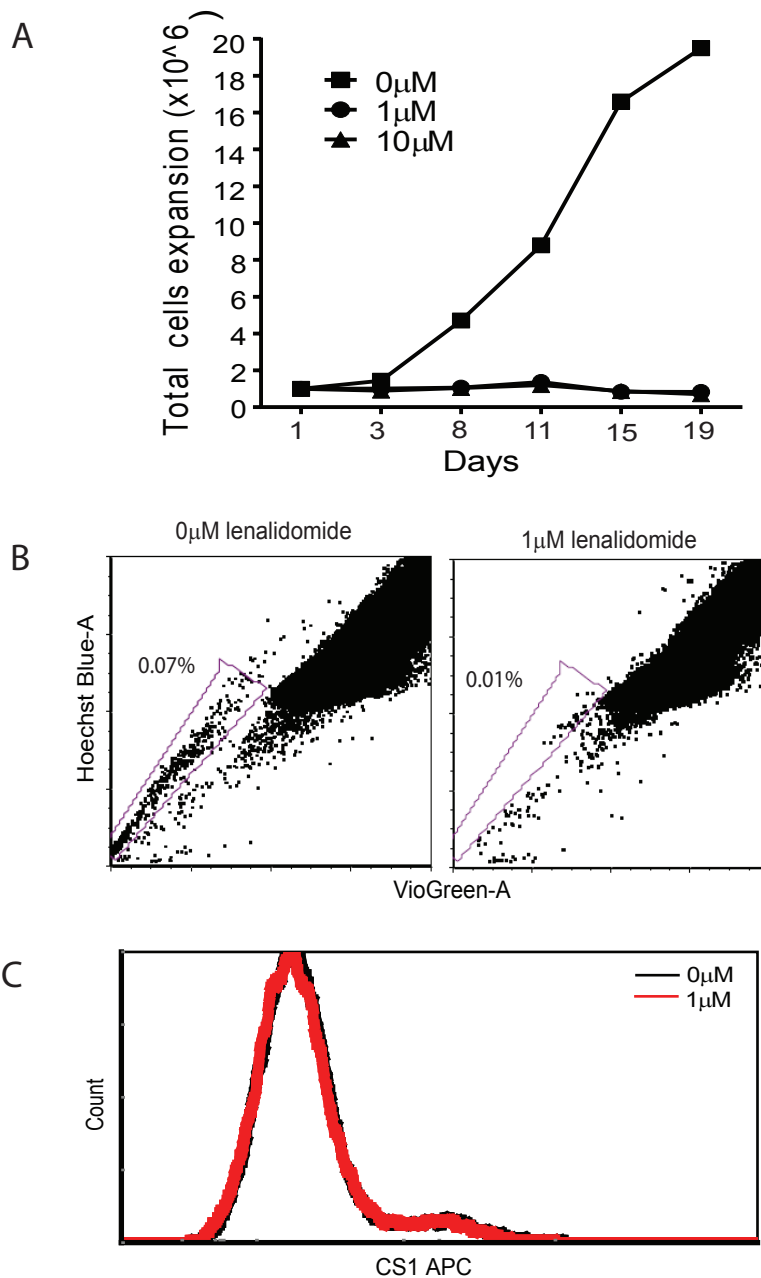 A
Total cells expansion (x10^6)
20
18
16
14
12
10
8
6
4
2
0
0μM
1μM
10μM
1 3 8 11 15 19
Days
B
0μM lenalidomide
1μM lenalidomide
Hoechst Blue-A
0.07%
0.01%
VioGreen-A
C
0μM
1μM
Count
CS1 APC